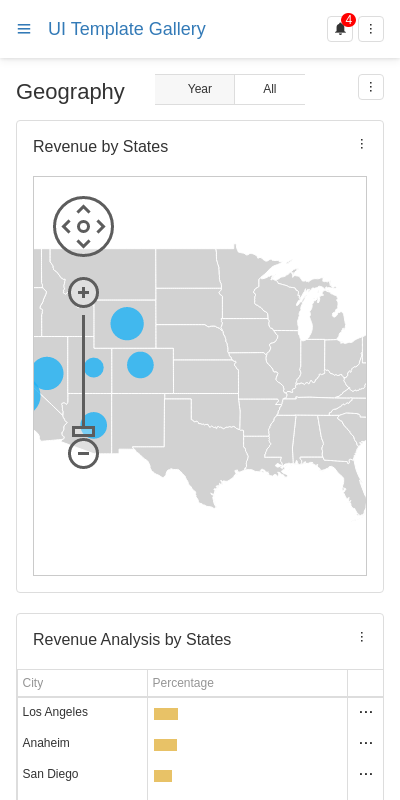 UI Template Gallery
4
Geography
Year
All
Revenue by States
Revenue Analysis by States
City
Percentage
Los Angeles
Anaheim
San Diego